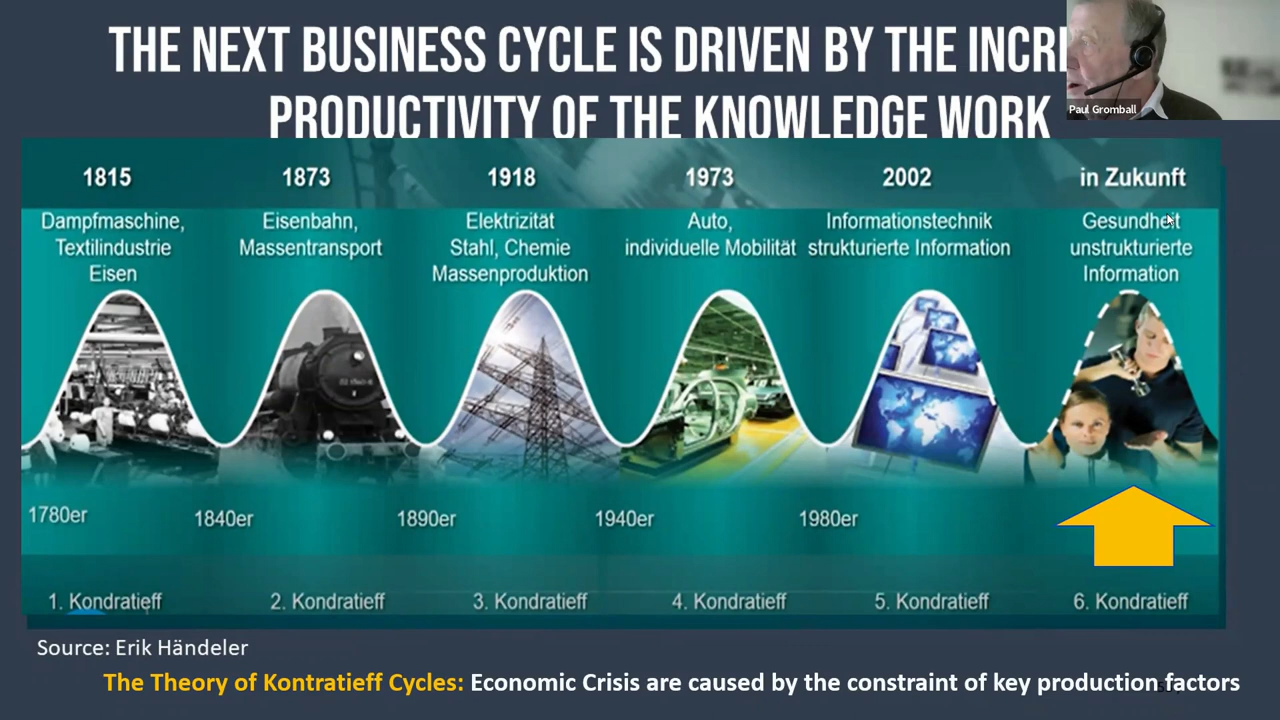 THE NEXT BUSINESS CYCLE IS DRIVEN BY THE INCRE
PRODUCTIVITY OF THE KNOWLEDGE WORK
Paul Gromball
1815
1873
1918
1973
2002
in Zukunft
Dampfmaschine,
Textilindustrie
Eisen
Eisenbahn,
Massentransport
Elektrizität
Stahl, Chemie
Massenproduktion
Auto,
individuelle Mobilität
Informationstechnik
strukturierte Information
Gesundheit
unstrukturierte
Information
1780er
1840er
1890er
1940er
1980er
1. Kondratieff
2. Kondratieff
3. Kondratieff
4. Kondratieff
5. Kondratieff
6. Kondratieff
Source: Erik Händeler
The Theory of Kontratieff Cycles: Economic Crisis are caused by the constraint of key production factors